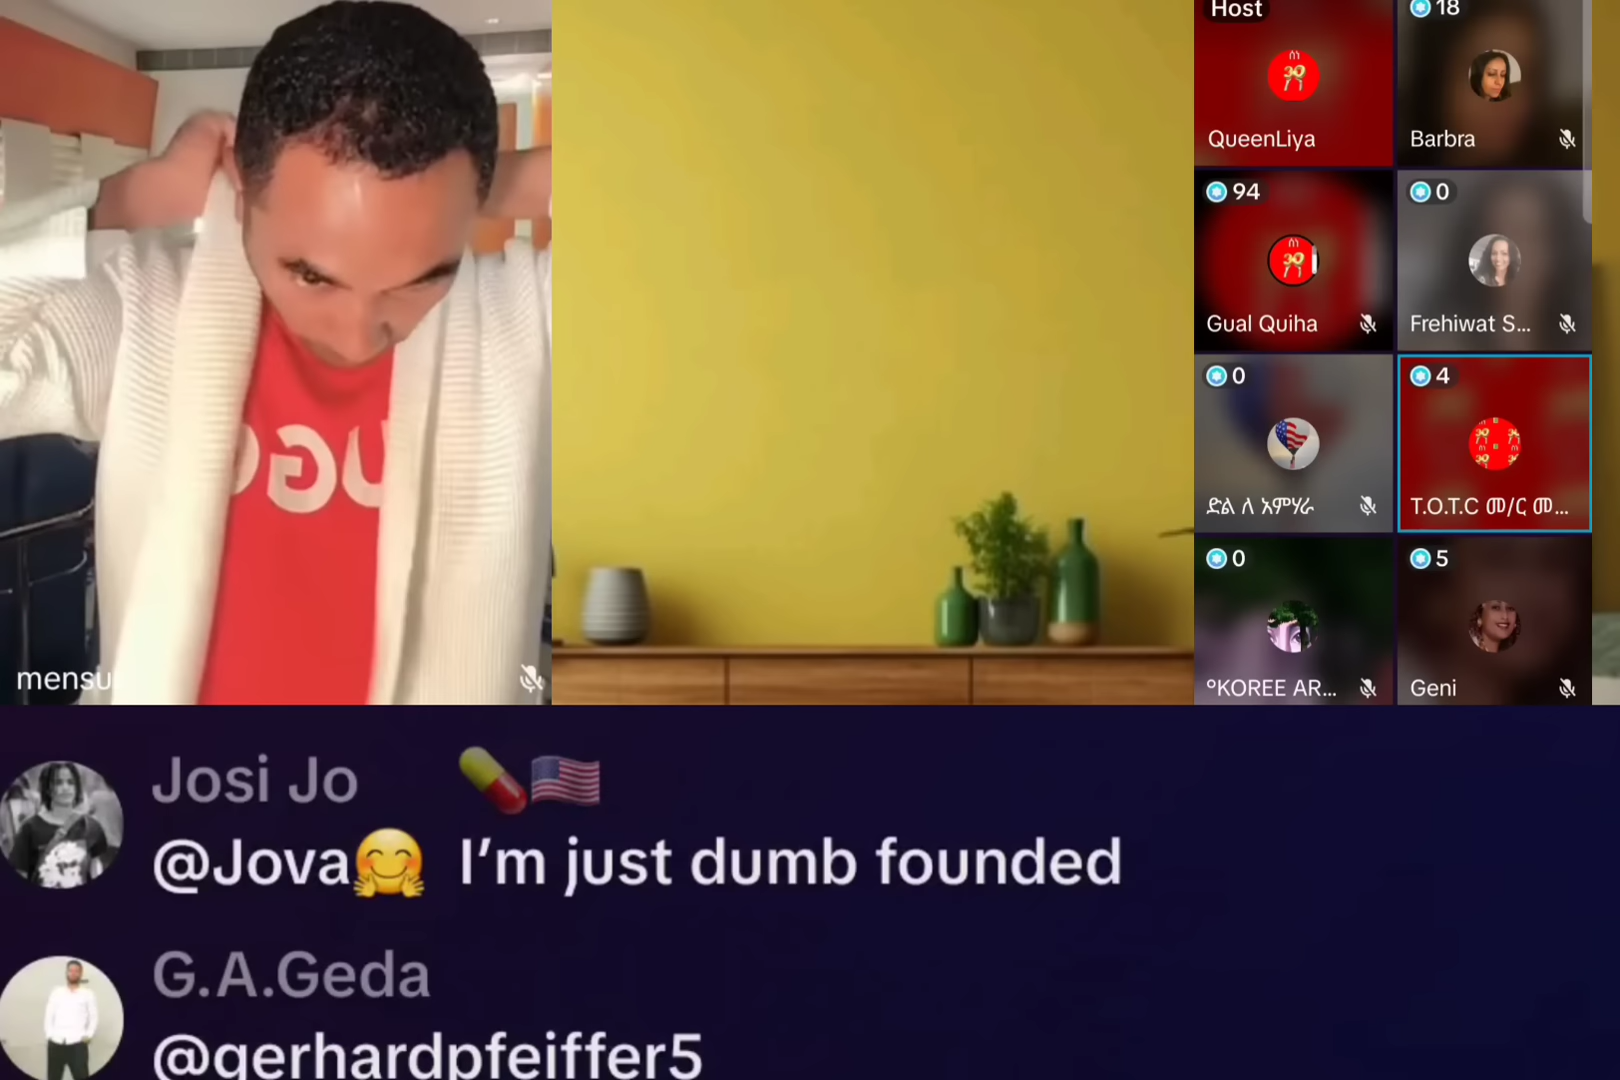 Host
18
QueenLiya
Barbra
94
0
Gual Quiha
Frehiwat S...
0
4
ድል ለ አምሃራ
T.O.T.C መ/ር መ...
0
5
°KOREE AR...
Geni
mensu
Josi Jo
@Jova🤗 I’m just dumb founded
G.A.Geda
@gerhardpfeiffer5